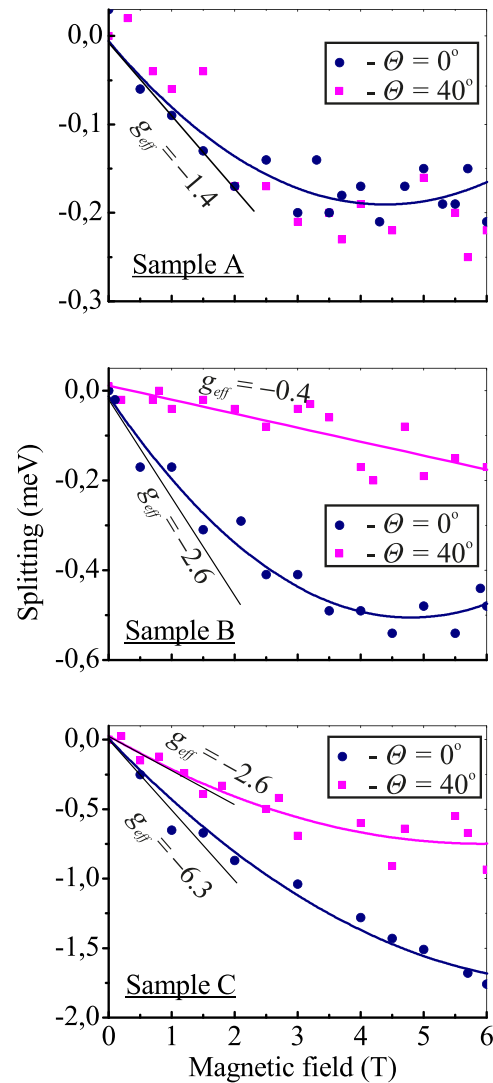 0,0
-0,1
-0,2
-0,3
- Θ = 0°
- Θ = 40°
g_eff = -1.4
Sample A
Splitting (meV)
0,0
-0,2
-0,4
-0,6
g_eff = -0.4
g_eff = -2.6
- Θ = 0°
- Θ = 40°
Sample B
0,0
-0,5
-1,0
-1,5
-2,0
g_eff = -2.6
g_eff = -6.3
- Θ = 0°
- Θ = 40°
Sample C
0 1 2 3 4 5 6
Magnetic field (T)